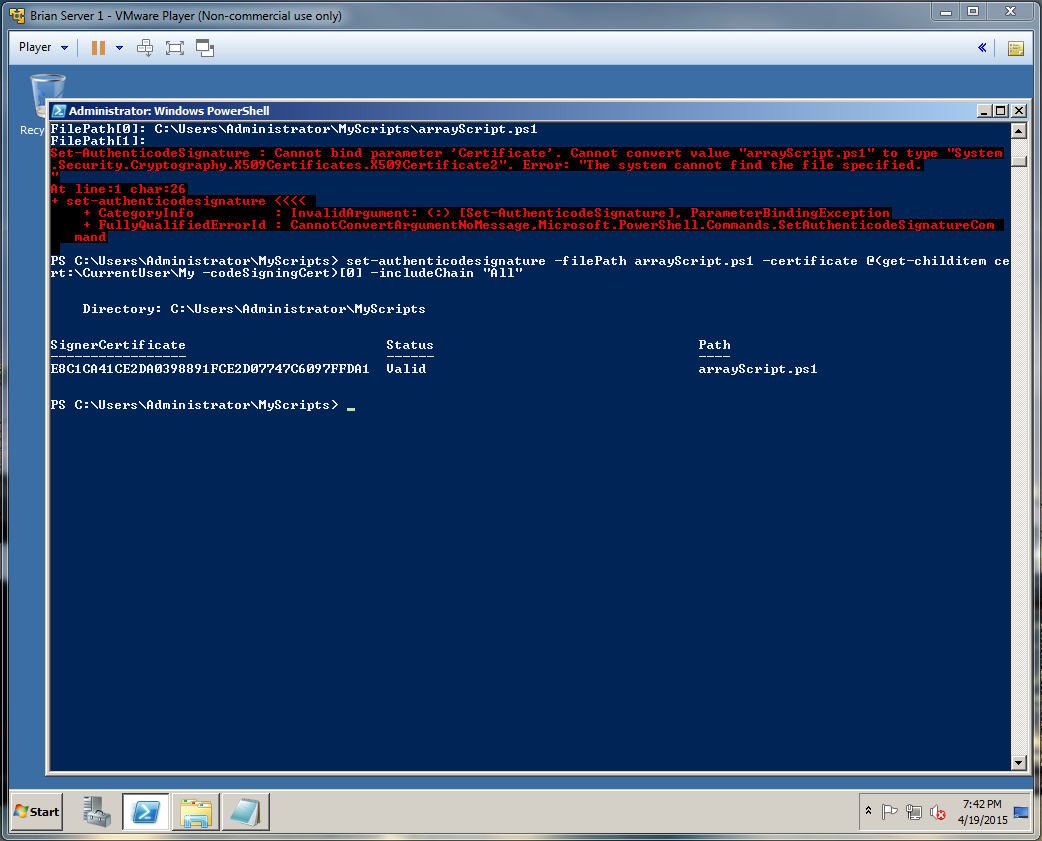 Brian Server 1 - VMware Player (Non-commercial use only)
Player
Recy
Administrator: Windows PowerShell
FilePath[0]: C:\Users\Administrator\MyScripts\arrayScript.ps1
FilePath[1]:
Set-AuthenticodeSignature : Cannot bind parameter 'Certificate'. Cannot convert value "arrayScript.ps1" to type "System
.Security.Cryptography.X509Certificates.X509Certificate2". Error: "The system cannot find the file specified.
"
At line:1 char:26
+ set-authenticodesignature <<<<
+ CategoryInfo : InvalidArgument: (:) [Set-AuthenticodeSignature], ParameterBindingException
+ FullyQualifiedErrorId : CannotConvertArgumentNoMessage,Microsoft.PowerShell.Commands.SetAuthenticodeSignatureCom
mand
PS C:\Users\Administrator\MyScripts> set-authenticodesignature -filePath arrayScript.ps1 -certificate @(get-childitem ce
rt:\CurrentUser\My -codeSigningCert)[0] -includeChain "All"
Directory: C:\Users\Administrator\MyScripts
SignerCertificate Status Path
----------------- ------ ----
E8C1CA41CE2DA0398891FCE2D07747C6097FFDA1 Valid arrayScript.ps1
PS C:\Users\Administrator\MyScripts> _
Start
7:42 PM
4/19/2015